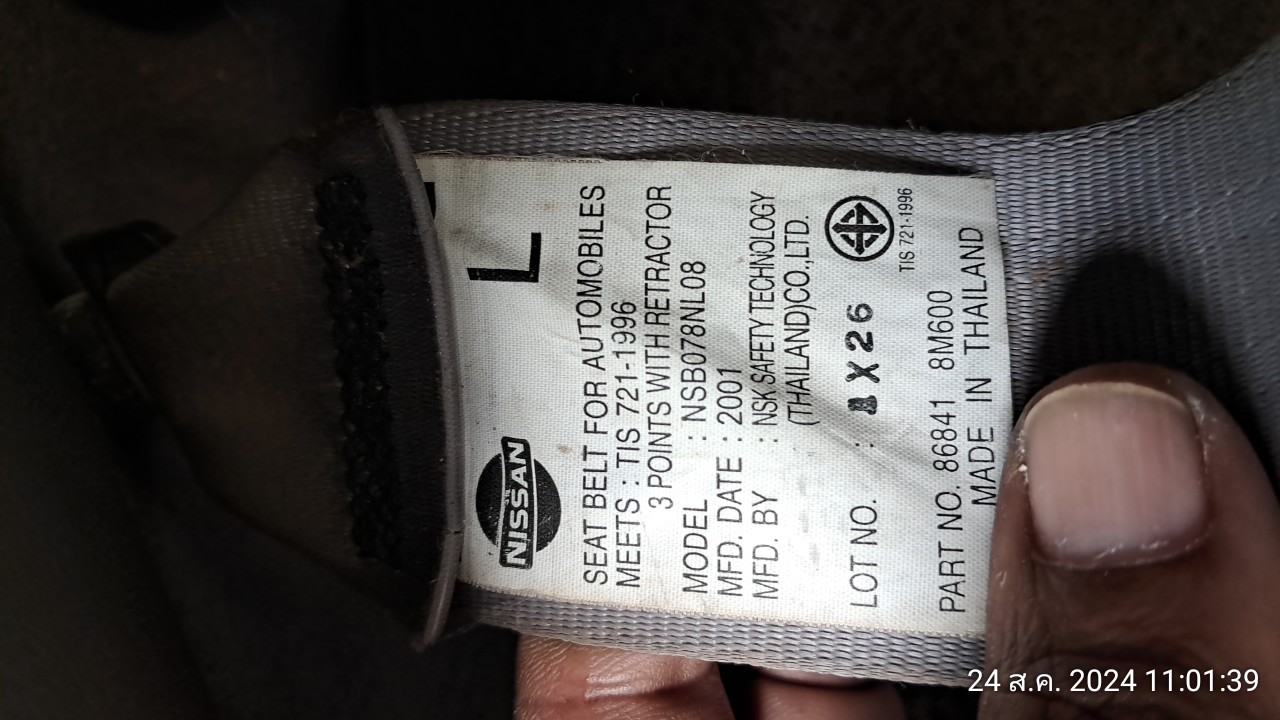 NISSAN
L
SEAT BELT FOR AUTOMOBILES
MEETS : TIS 721-1996
3 POINTS WITH RETRACTOR
MODEL : NSB078NL08
MFD. DATE : 2001
MFD. BY : NSK SAFETY TECHNOLOGY
(THAILAND)CO.,LTD.
LOT NO. : X26
TIS 721-1996
PART NO. 86841 8M600
MADE IN THAILAND
24 ส.ค. 2024 11:01:39